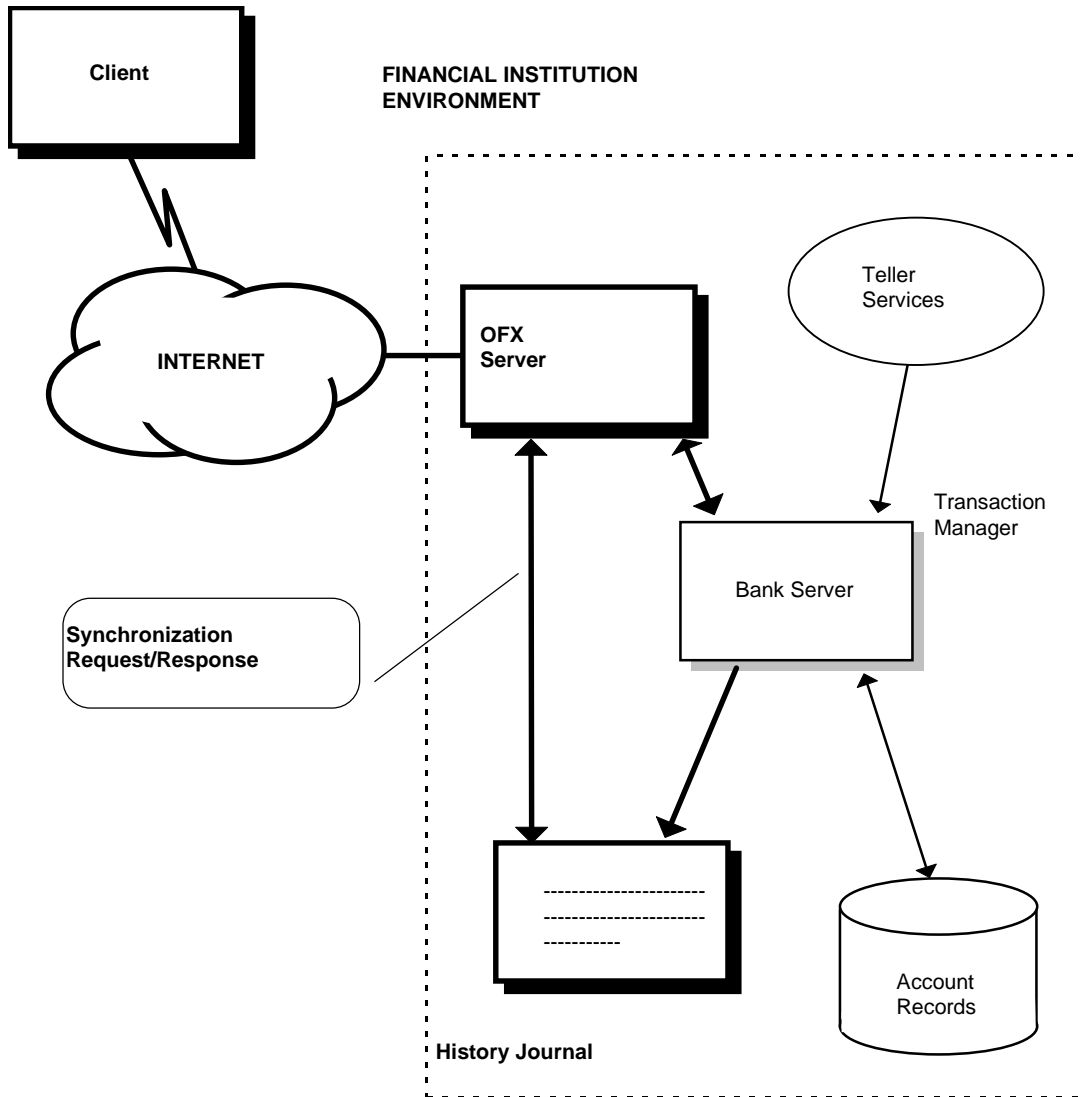 Client
FINANCIAL INSTITUTION
ENVIRONMENT
Teller
Services
OFX
Server
INTERNET
Transaction
Manager
Bank Server
Synchronization
Request/Response
-----------------------
-----------------------
-----------
Account
Records
History Journal